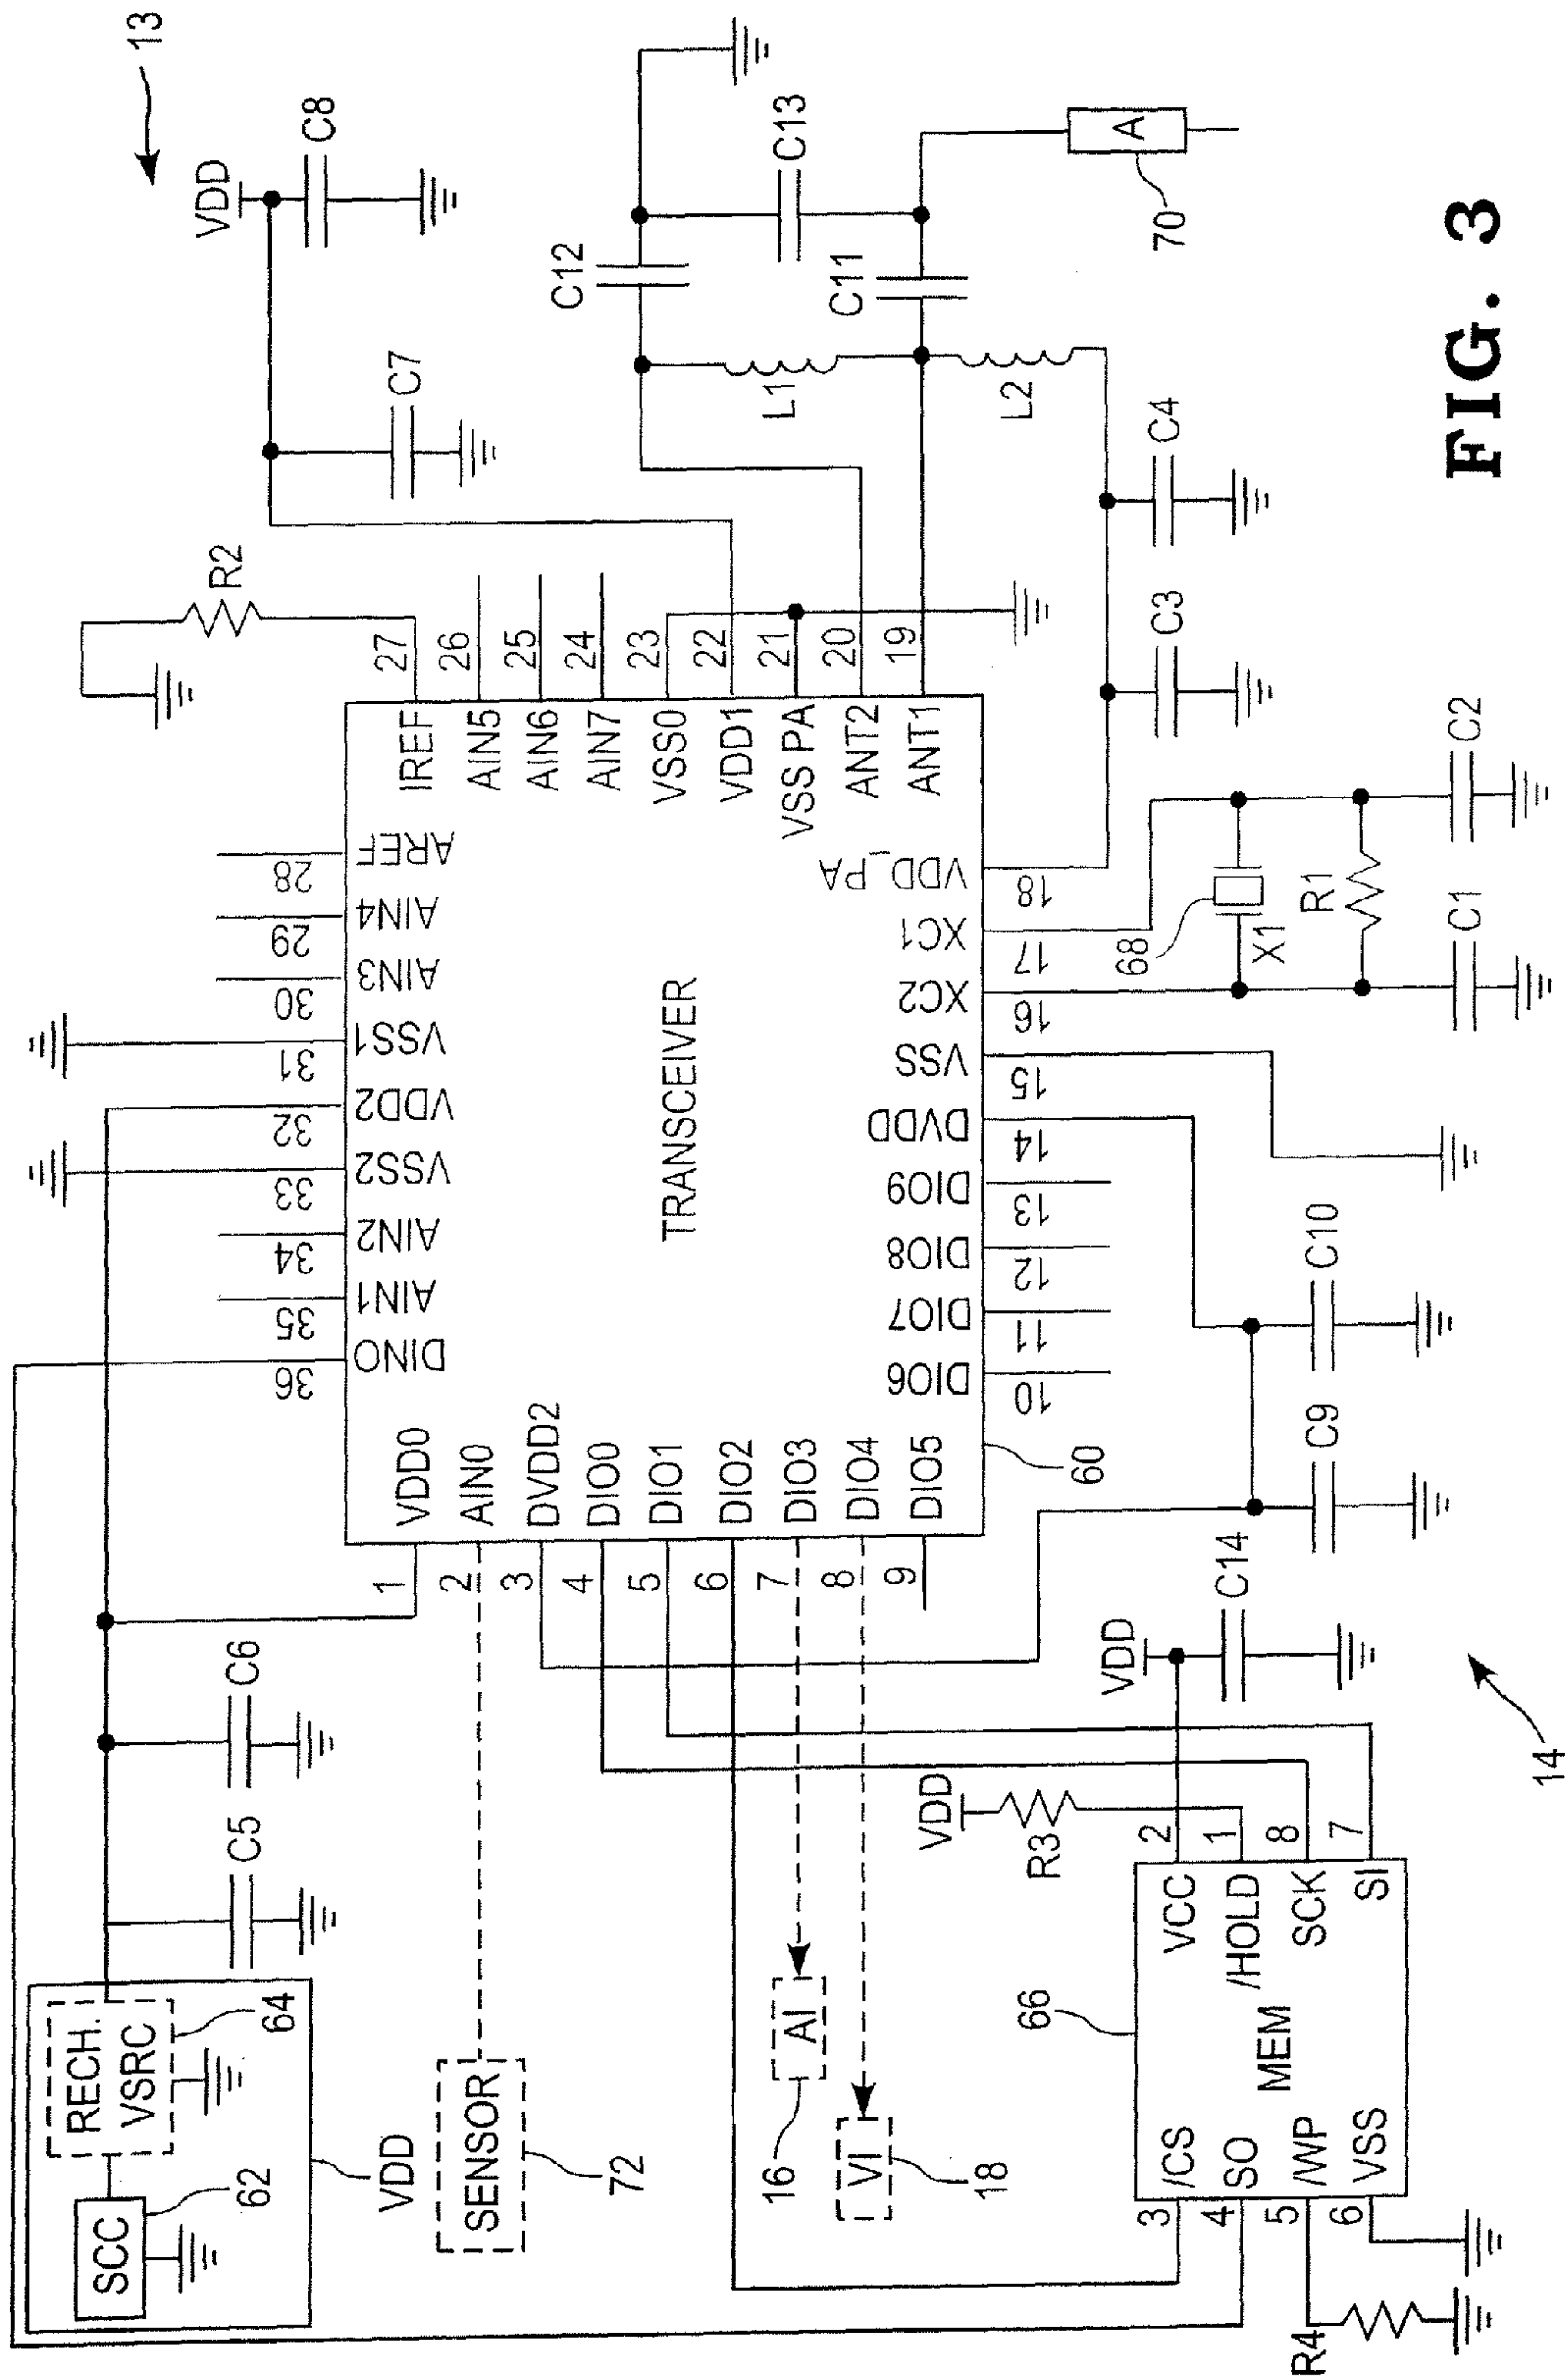 13
VDD
C8
C7
R2
C12
C13
C11
L1
L2
A
70
C4
C3
FIG. 3
27
26
25
24
23
22
21
20
19
IREF
AIN5
AIN6
AIN7
VSS0
VDD1
VSS PA
ANT2
ANT1
28
29
30
31
32
33
34
35
36
AREF
AIN4
AIN3
VSS1
VDD2
VSS2
AIN2
AIN1
DINO
TRANSCEIVER
VDD_PA
XC1
XC2
VSS
DVDD
DIO9
DIO8
DIO7
DIO6
18
17
16
15
14
13
12
11
10
68
X1
R1
C2
C1
C10
C9
60
VDD0
AIN0
DVDD2
DIO0
DIO1
DIO2
DIO3
DIO4
DIO5
1
2
3
4
5
6
7
8
9
C6
C5
RECH.
VSRC
64
SCC
62
VDD
SENSOR
72
AI
16
VI
18
VDD
C14
VDD
R3
14
2
1
8
7
VCC
/HOLD
SCK
SI
66
MEM
/CS
SO
/WP
VSS
3
4
5
6
R4